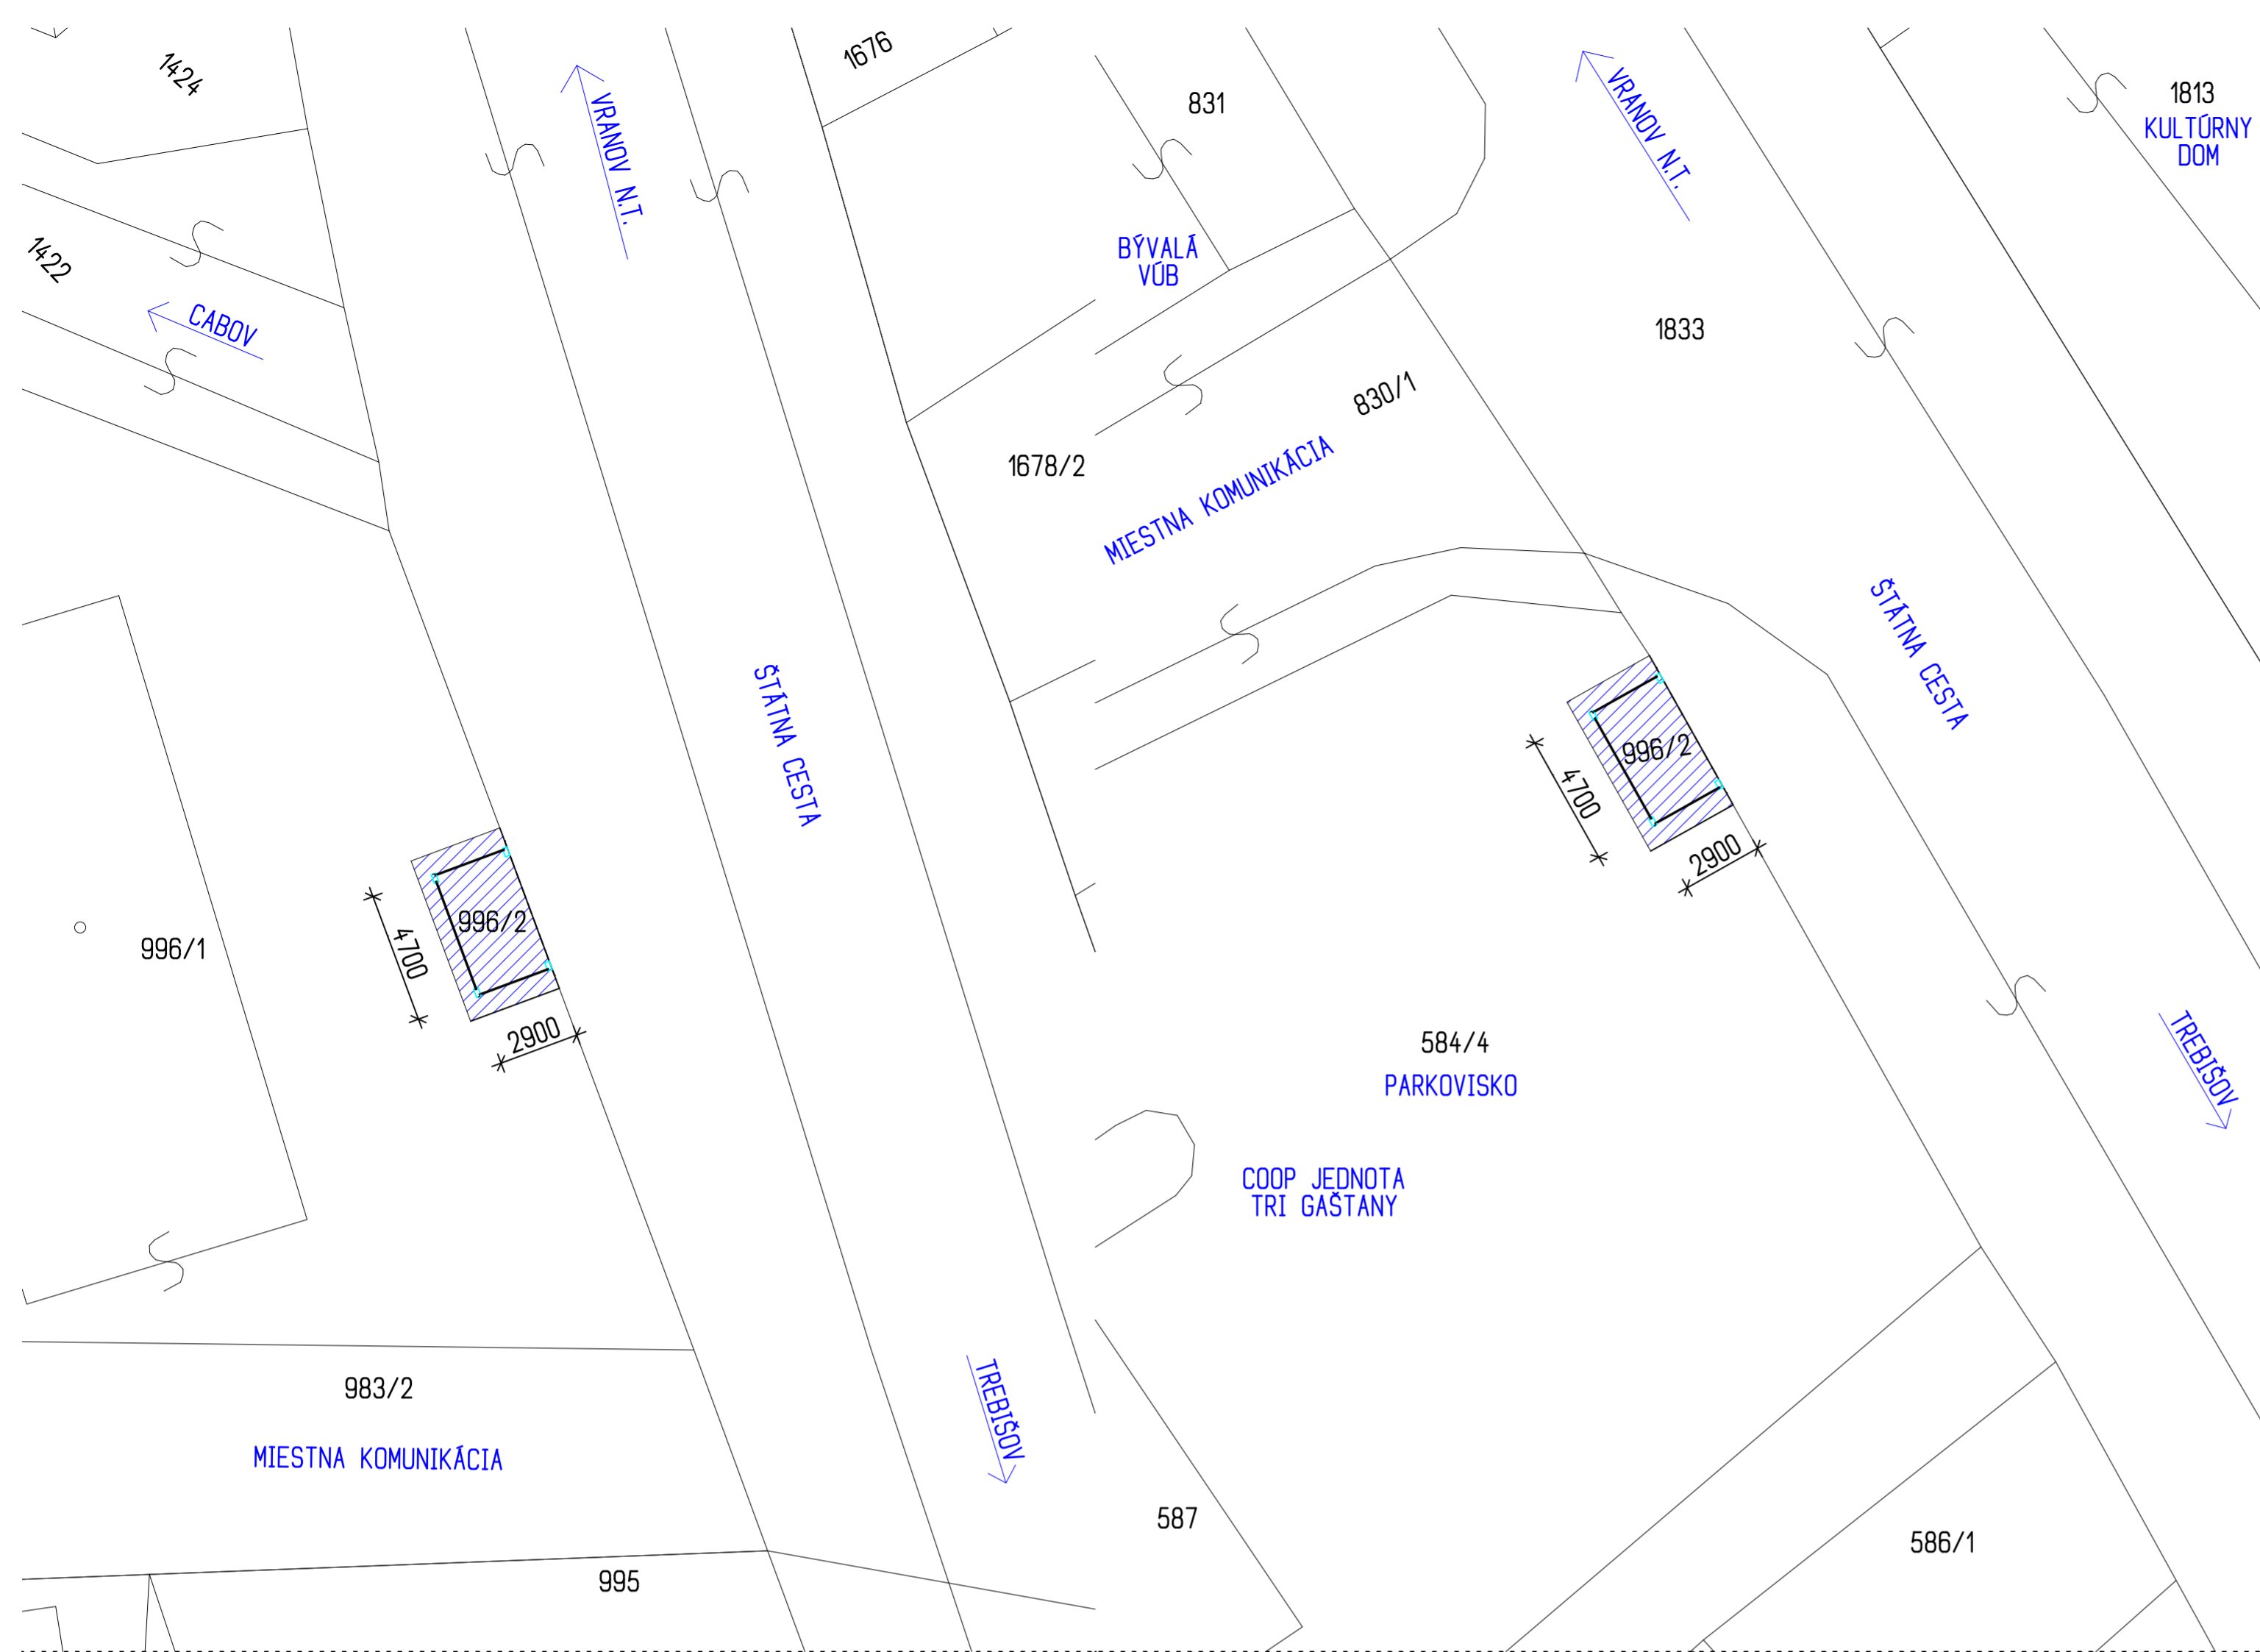 1424
1422
CABOV
VRANOV N.T.
1676
ŠTÁTNA CESTA
1678/2
996/2
4700
2900
996/1
983/2
MIESTNA KOMUNIKÁCIA
995
TREBIŠOV
831
BÝVALÁ
VÚB
830/1
MIESTNA KOMUNIKÁCIA
VRANOV N.T.
1833
1813
KULTÚRNY
DOM
ŠTÁTNA CESTA
996/2
4700
2900
584/4
PARKOVISKO
COOP JEDNOTA
TRI GAŠTANY
TREBIŠOV
587
586/1